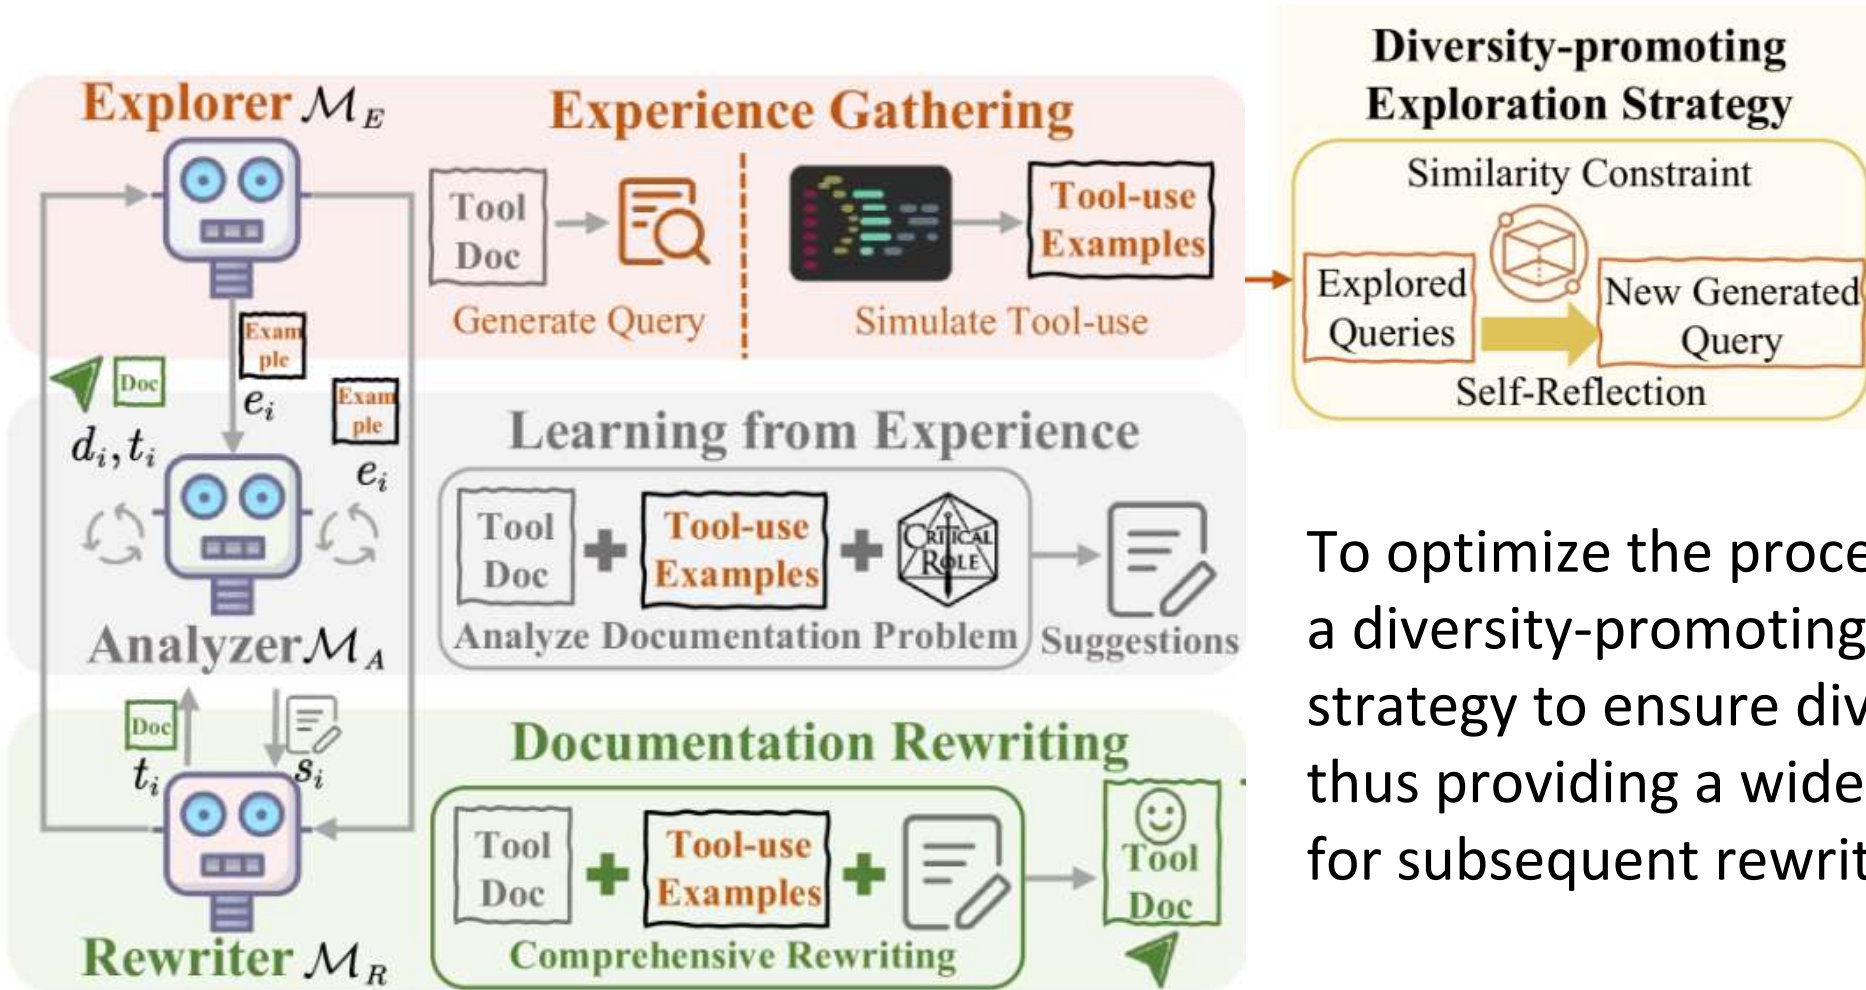 Explorer M_E
Experience Gathering
Tool
Doc
Generate Query
Tool-use
Examples
Simulate Tool-use
Exam
ple
e_i
Doc
d_i, t_i
Exam
ple
e_i
Learning from Experience
Tool
Doc
Tool-use
Examples
CRITICAL
ROLE
Analyze Documentation Problem
Suggestions
Analyzer M_A
Doc
t_i
s_i
Documentation Rewriting
Tool
Doc
Tool-use
Examples
Comprehensive Rewriting
Tool
Doc
Rewriter M_R
Diversity-promoting
Exploration Strategy
Similarity Constraint
Explored
Queries
New Generated
Query
Self-Reflection
To optimize the proce
a diversity-promoting
strategy to ensure div
thus providing a wide
for subsequent rewrit